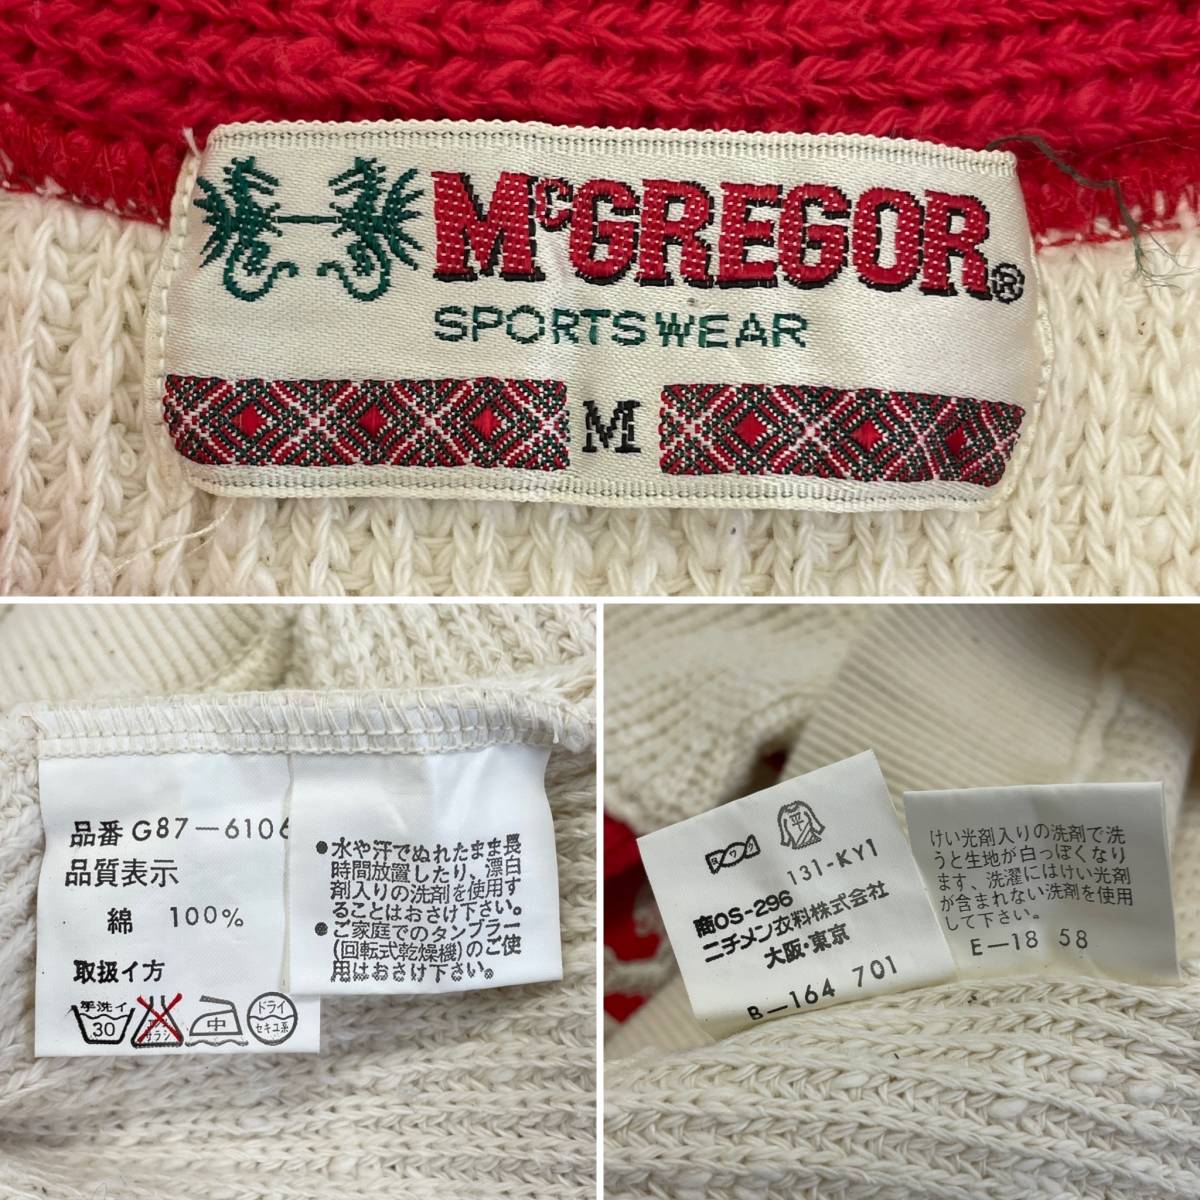 McGREGOR®
SPORTSWEAR
M
品番 G87-6106
品質表示
綿 100%
取扱イ方
手洗イ
30
エンソ
サラシ
中
ドライ
セキユ系
●水や汗でぬれたまま長
時間放置したり、漂白
剤入りの洗剤を使用す
ることはおさけ下さい。
●ご家庭でのタンブラー
(回転式乾燥機)のご使
用はおさけ下さい。
平
131-KY1
商OS-296
ニチメン衣料株式会社
大阪・東京
B-164 701
けい光剤入りの洗剤で洗
うと生地が白っぽくなり
ます、洗濯にはけい光剤
が含まれない洗剤を使用
して下さい。
E-18 58